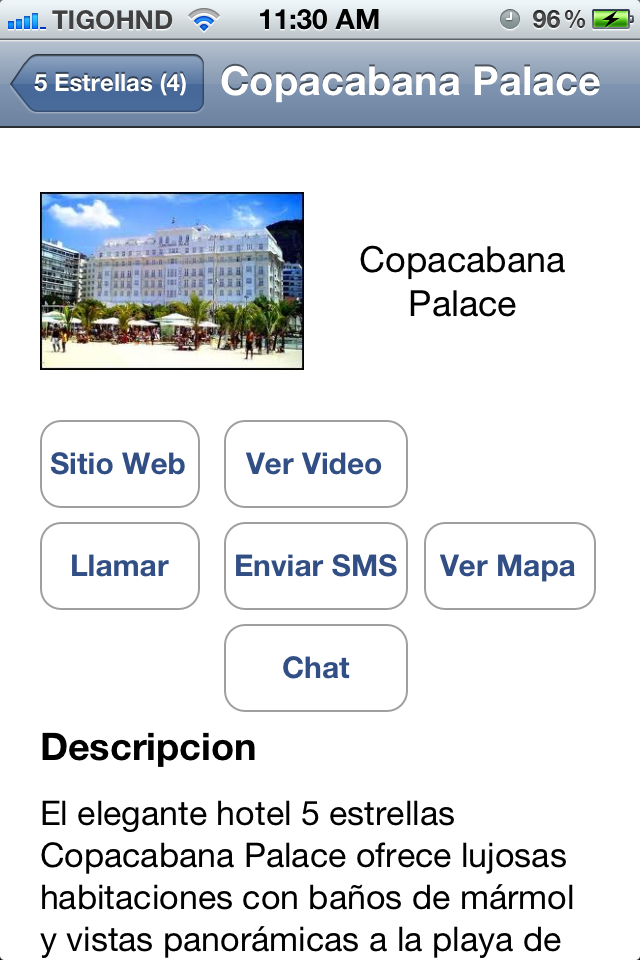 TIGOHND 11:30 AM 96%
5 Estrellas (4) Copacabana Palace
Copacabana
Palace
Sitio Web Ver Video
Llamar Enviar SMS Ver Mapa
Chat
Descripcion
El elegante hotel 5 estrellas
Copacabana Palace ofrece lujosas
habitaciones con baños de mármol
y vistas panorámicas a la playa de